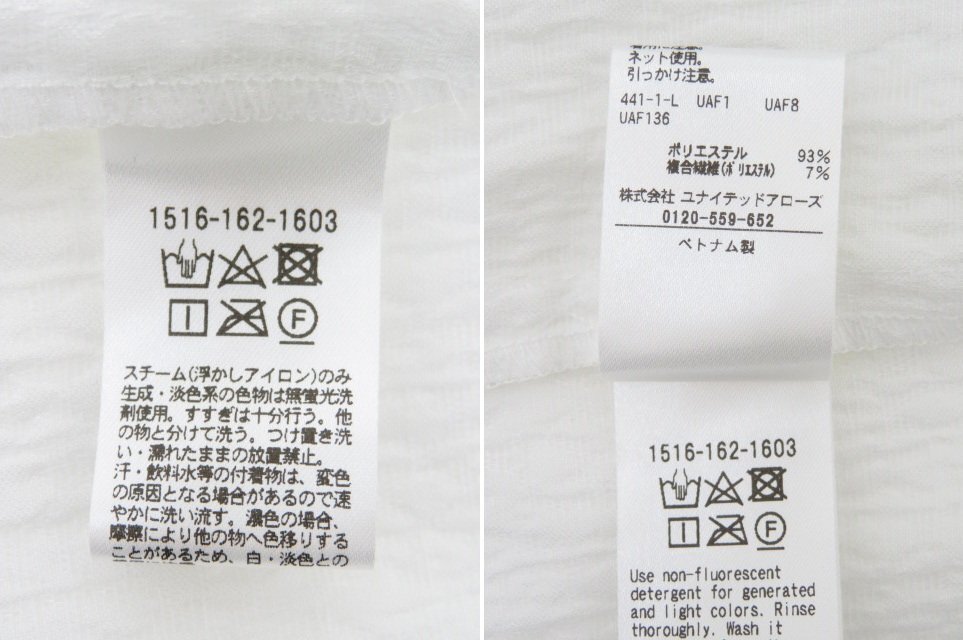 1516-162-1603
F
スチーム(浮かしアイロン)のみ
生成・淡色系の色物は無蛍光洗
剤使用。すすぎは十分行う。他
の物と分けて洗う。つけ置き洗
い・濡れたままの放置禁止。
汗・飲料水等の付着物は、変色
の原因となる場合があるので速
やかに洗い流す。濃色の場合、
摩擦により他の物へ色移りする
ことがあるため、白・淡色との
ネット使用。
引っかけ注意。
441-1-L UAF1 UAF8
UAF136
ポリエステル 93%
複合繊維(ポリエステル) 7%
株式会社 ユナイテッドアローズ
0120-559-652
ベトナム製
1516-162-1603
F
Use non-fluorescent
detergent for generated
and light colors. Rinse
thoroughly. Wash it